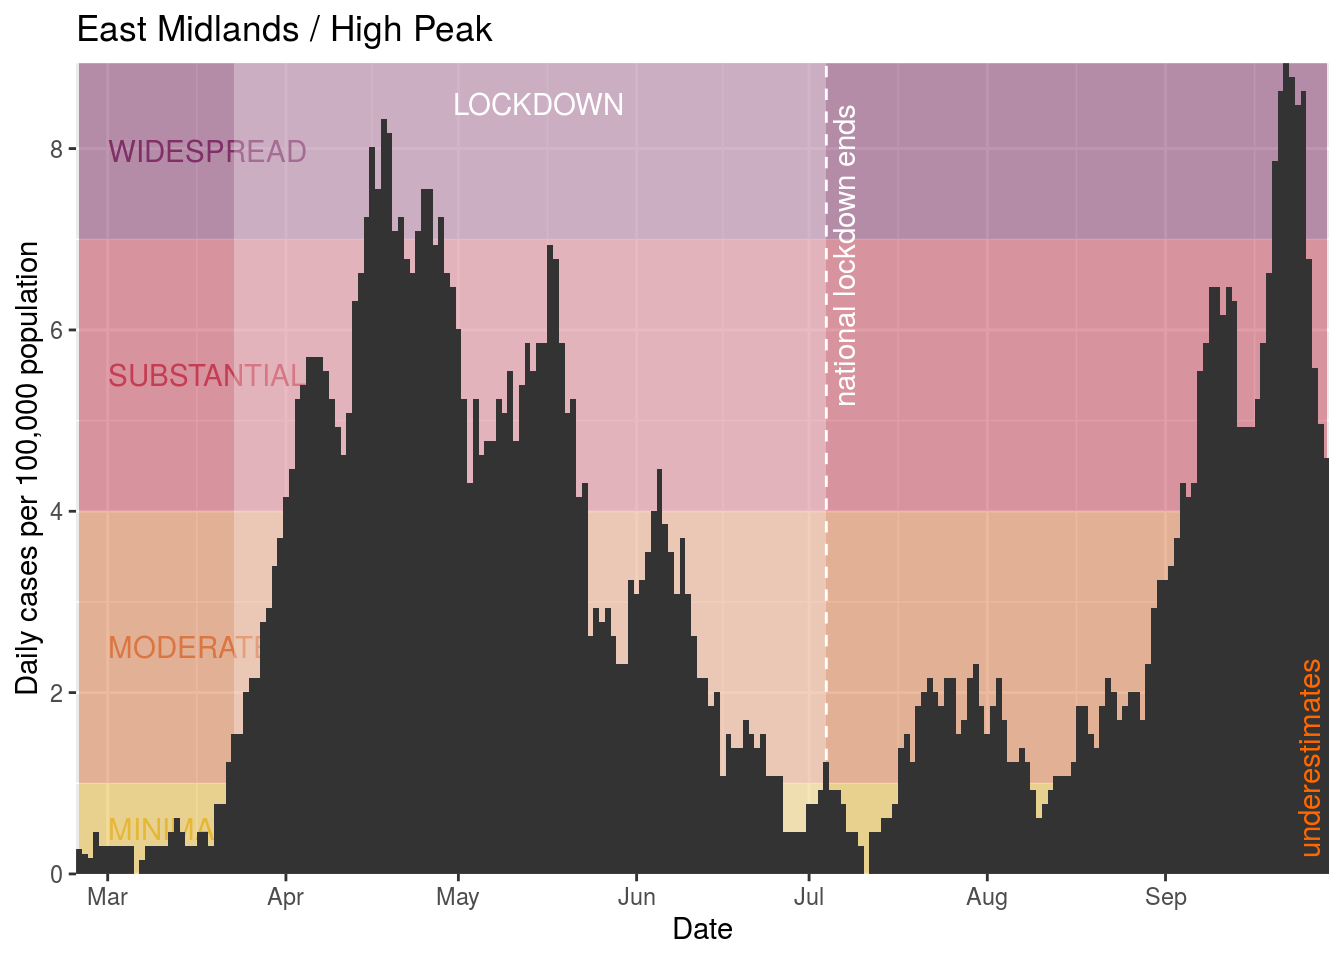 East Midlands / High Peak
Daily cases per 100,000 population
8
6
4
2
0
WIDESPREAD
SUBSTANTIAL
MODERATE
MINIMA
LOCKDOWN
national lockdown ends
underestimates
Mar
Apr
May
Jun
Jul
Aug
Sep
Date